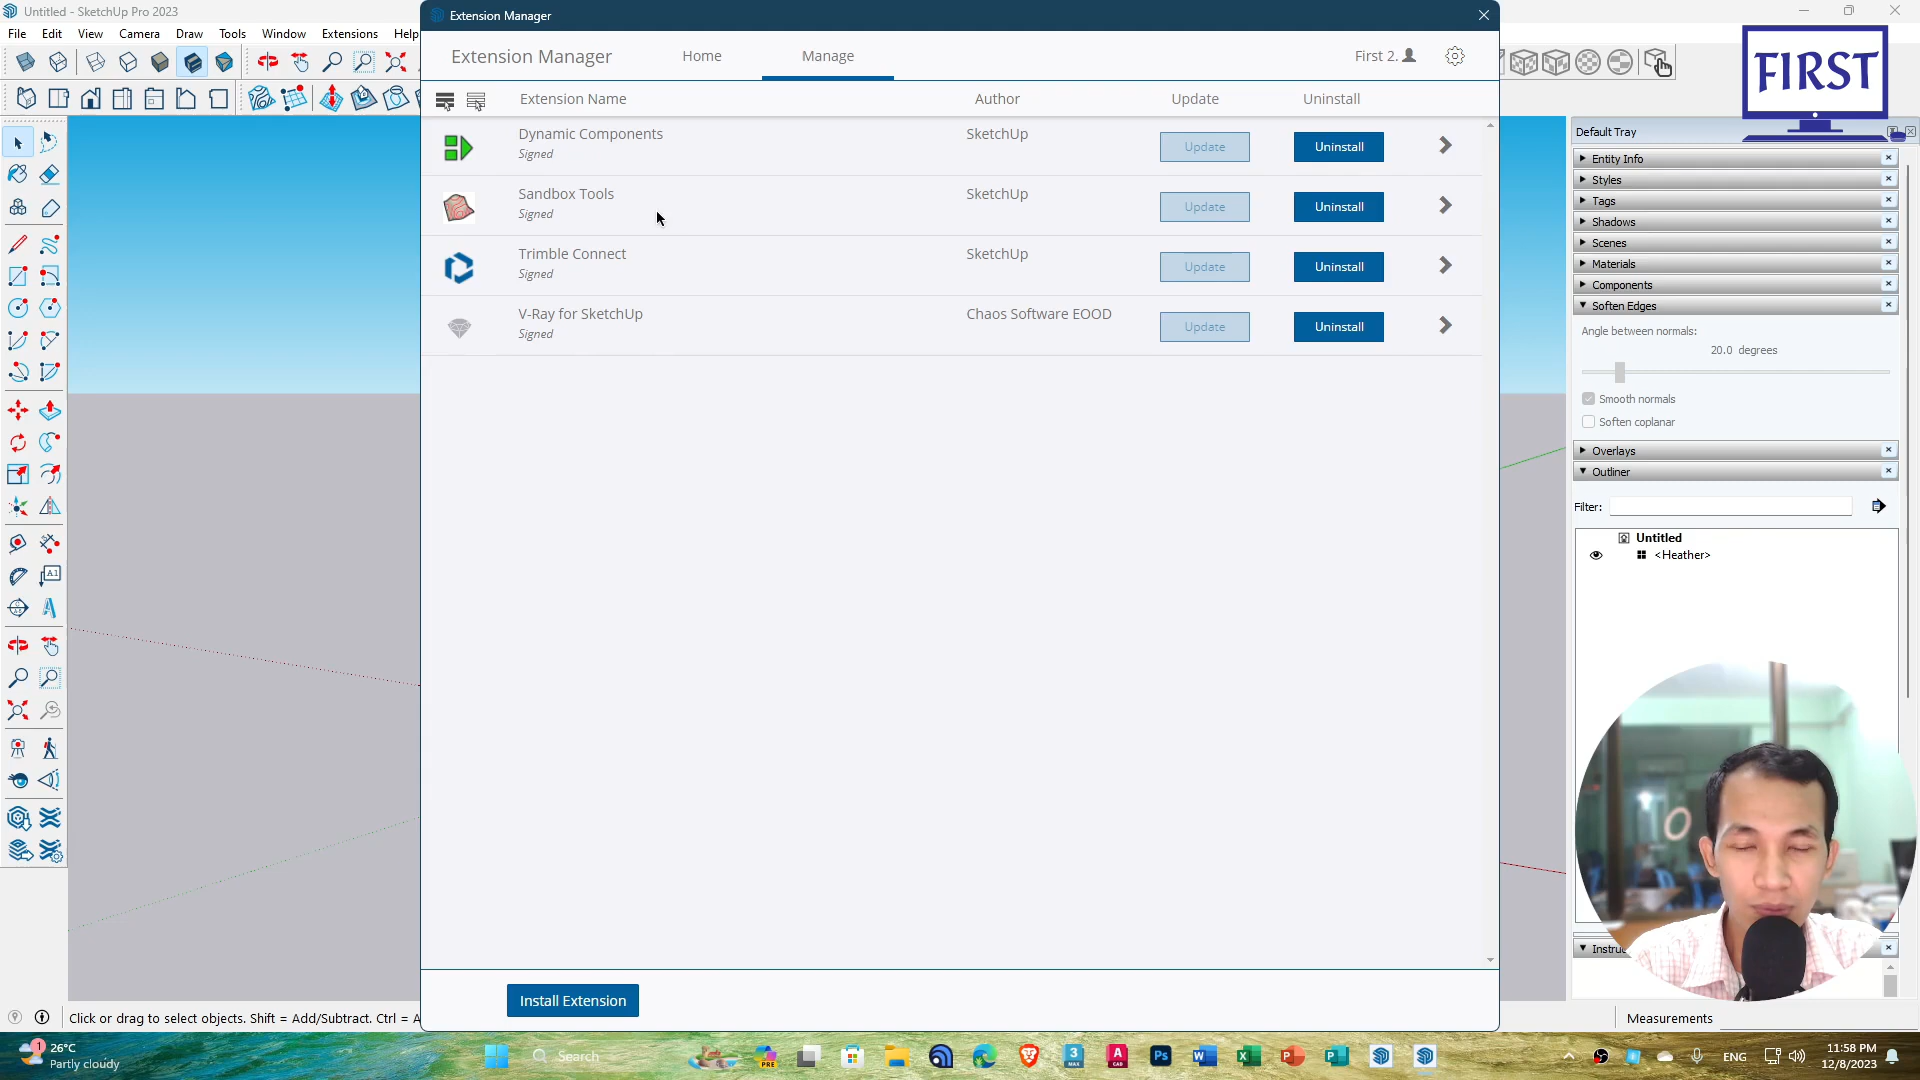 Untitled - SketchUp Pro 2023
File Edit View Camera Draw Tools Window Extensions Help
Extension Manager
Extension Manager Home Manage First 2.
Extension Name Author Update Uninstall
Dynamic Components SketchUp Update Uninstall
Signed
Sandbox Tools SketchUp Update Uninstall
Signed
Trimble Connect SketchUp Update Uninstall
Signed
V-Ray for SketchUp Chaos Software EOOD Update Uninstall
Signed
Install Extension
FIRST
Default Tray
Entity Info
Styles
Tags
Shadows
Scenes
Materials
Components
Soften Edges
Angle between normals:
20.0 degrees
Smooth normals
Soften coplanar
Overlays
Outliner
Filter:
Untitled
<Heather>
Click or drag to select objects. Shift = Add/Subtract. Ctrl = A
Measurements
1
26°C
Partly cloudy
Search
PRE
ENG
11:58 PM
12/8/2023